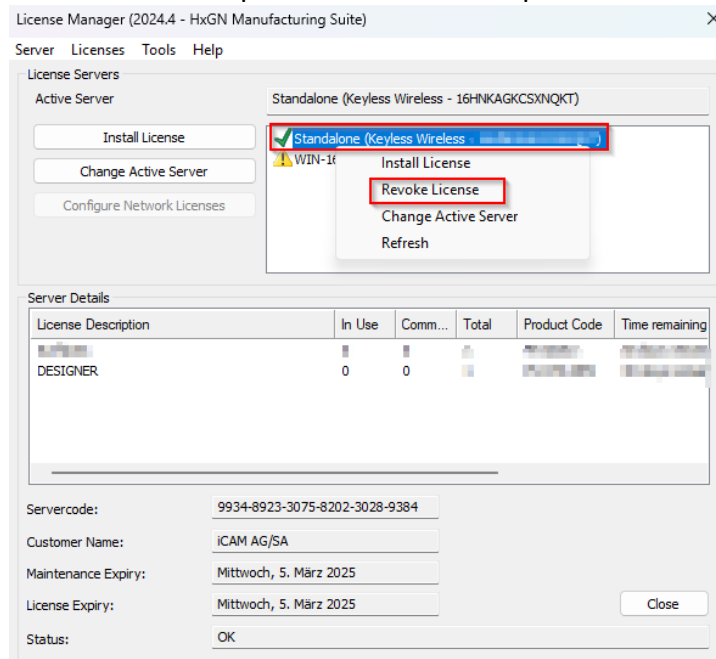 License Manager (2024.4 - HxGN Manufacturing Suite)
Server Licenses Tools Help
License Servers
Active Server Standalone (Keyless Wireless - 16HNKAGKCSXNQKT)
Install License
Change Active Server
Configure Network Licenses
Standalone (Keyless Wireless
WIN-16
Install License
Revoke License
Change Active Server
Refresh
Server Details
License Description In Use Comm... Total Product Code Time remaining
DESIGNER 0 0
Servercode: 9934-8923-3075-8202-3028-9384
Customer Name: iCAM AG/SA
Maintenance Expiry: Mittwoch, 5. März 2025
License Expiry: Mittwoch, 5. März 2025
Close
Status: OK